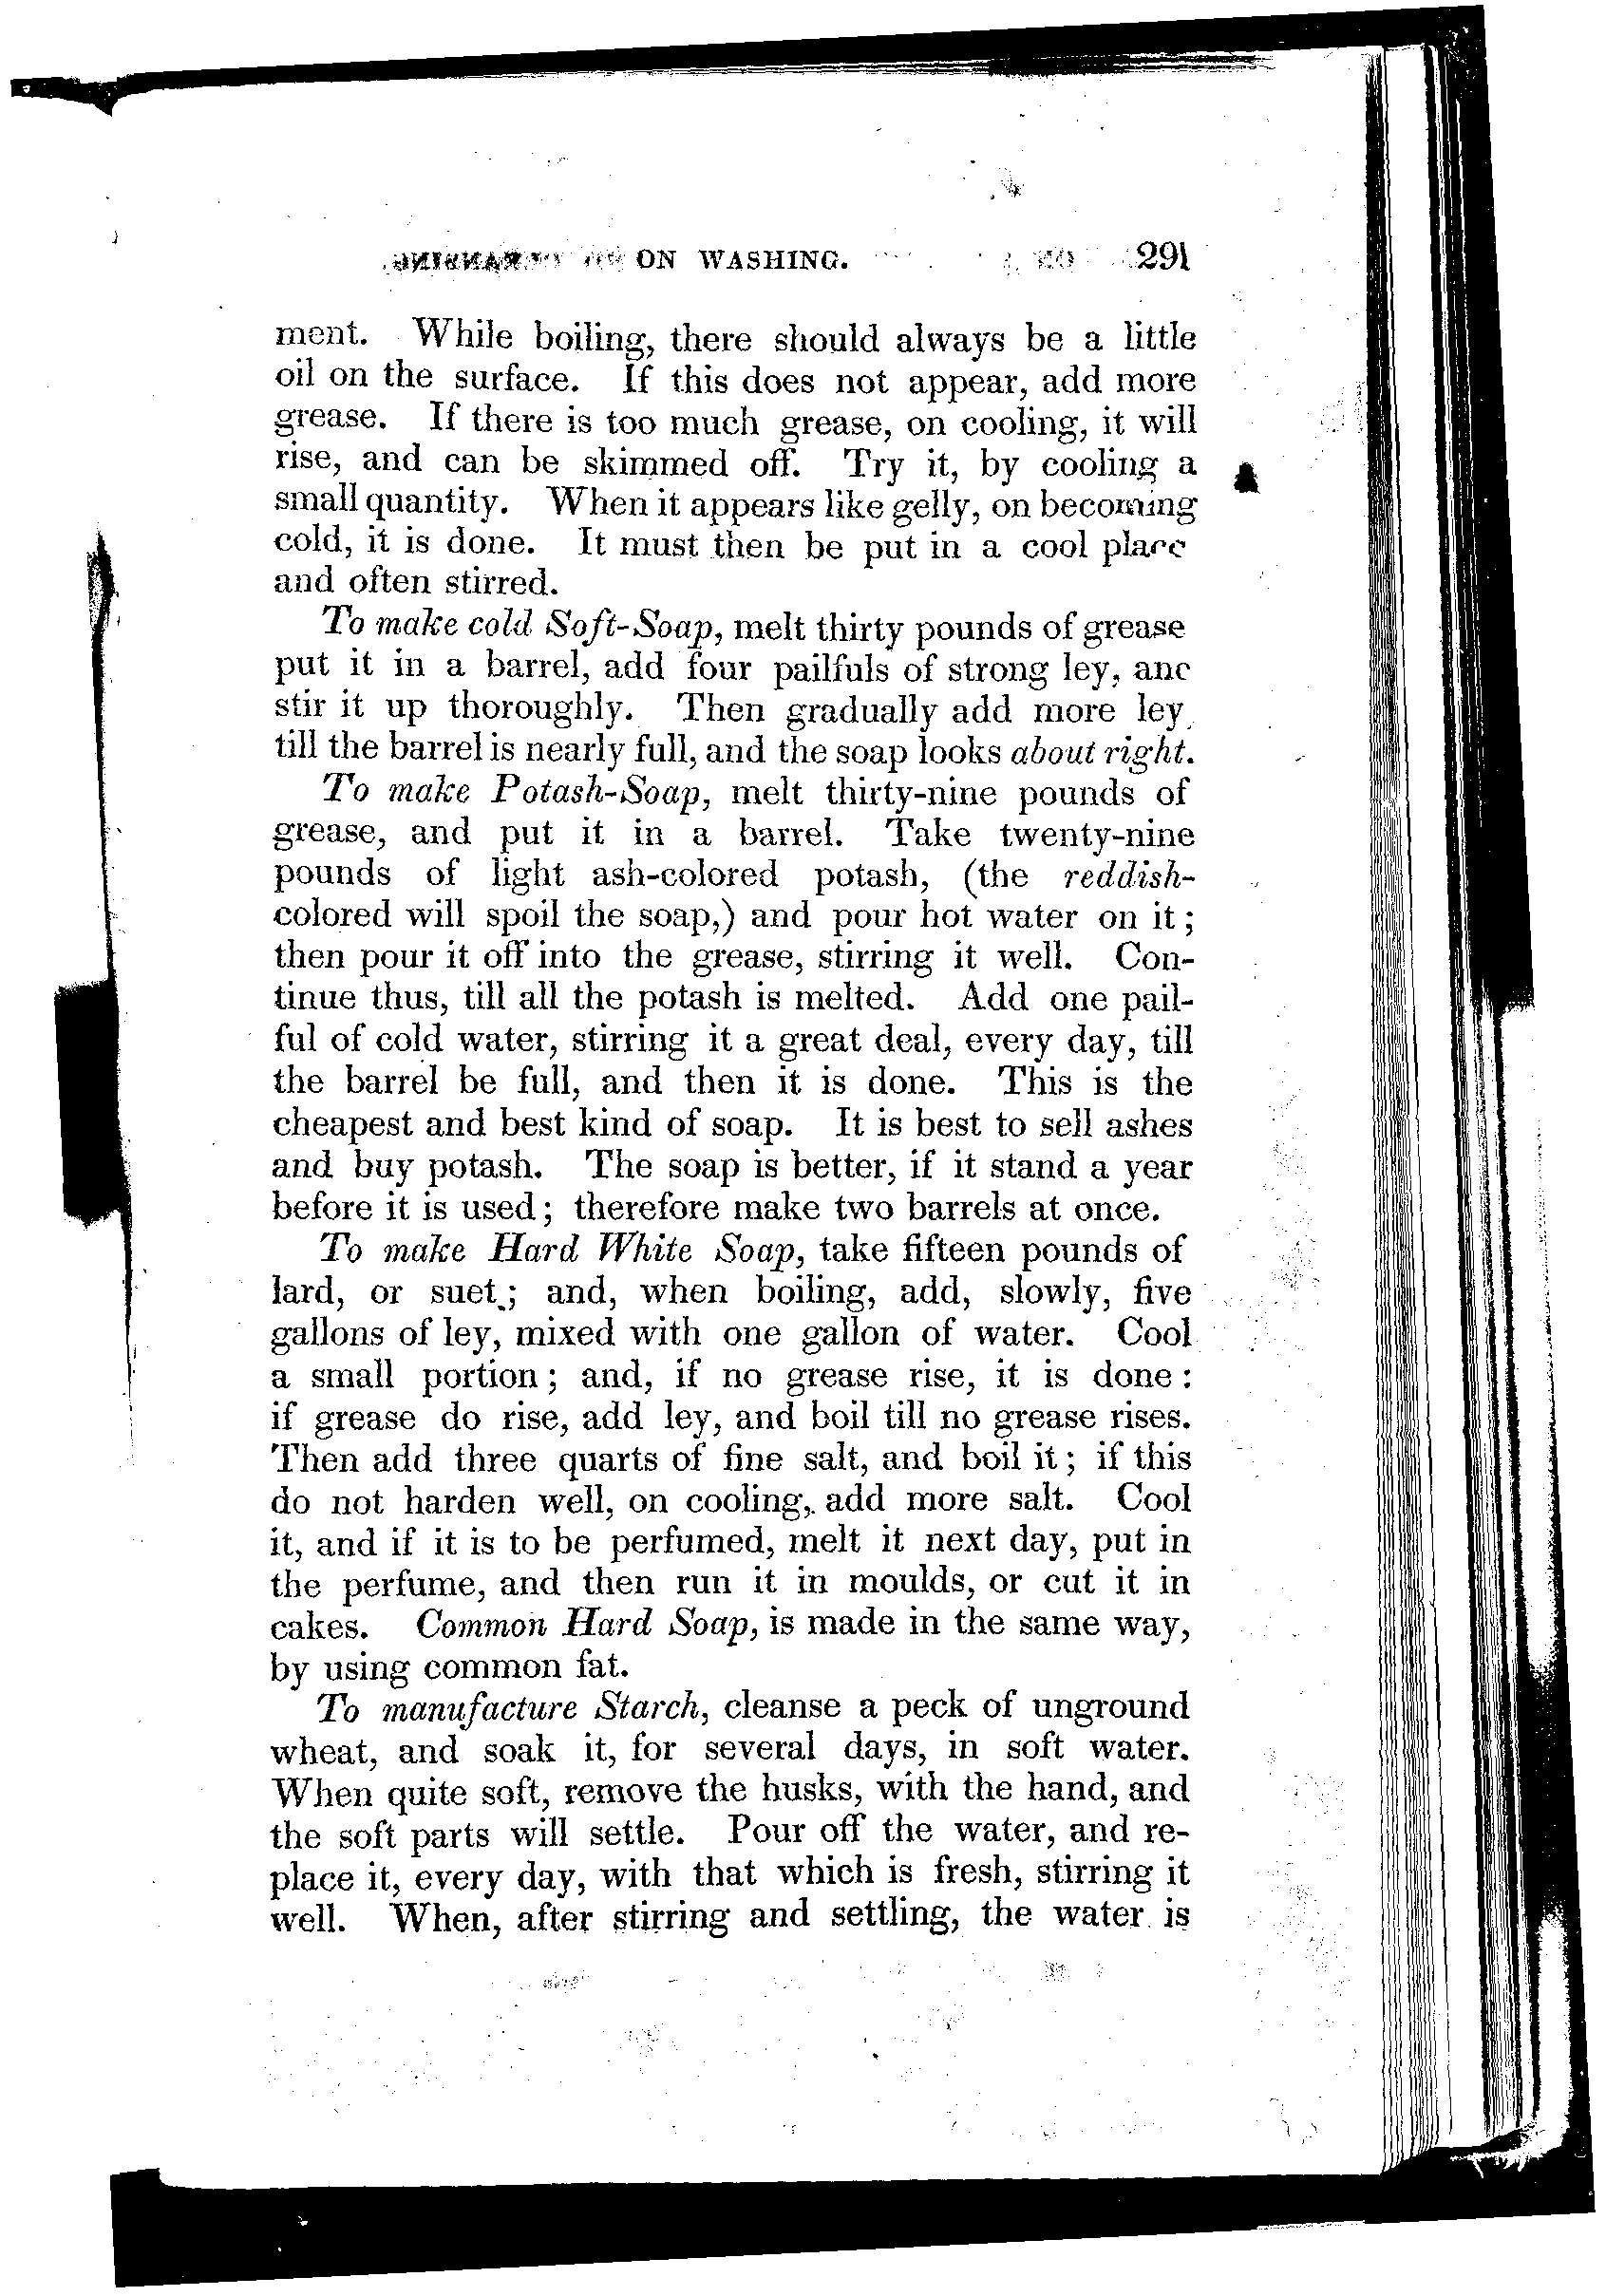 ON WASHING. 291
ment. While boiling, there should always be a little
oil on the surface. If this does not appear, add more
grease. If there is too much grease, on cooling, it will
rise, and can be skimmed off. Try it, by cooling a
small quantity. When it appears like gelly, on becoming
cold, it is done. It must then be put in a cool place
and often stirred.
To make cold Soft-Soap, melt thirty pounds of grease
put it in a barrel, add four pailfuls of strong ley, anc
stir it up thoroughly. Then gradually add more ley,
till the barrel is nearly full, and the soap looks about right.
To make Potash-Soap, melt thirty-nine pounds of
grease, and put it in a barrel. Take twenty-nine
pounds of light ash-colored potash, (the reddish-
colored will spoil the soap,) and pour hot water on it;
then pour it off into the grease, stirring it well. Con-
tinue thus, till all the potash is melted. Add one pail-
ful of cold water, stirring it a great deal, every day, till
the barrel be full, and then it is done. This is the
cheapest and best kind of soap. It is best to sell ashes
and buy potash. The soap is better, if it stand a year
before it is used; therefore make two barrels at once.
To make Hard White Soap, take fifteen pounds of
lard, or suet; and, when boiling, add, slowly, five
gallons of ley, mixed with one gallon of water. Cool
a small portion; and, if no grease rise, it is done:
if grease do rise, add ley, and boil till no grease rises.
Then add three quarts of fine salt, and boil it; if this
do not harden well, on cooling, add more salt. Cool
it, and if it is to be perfumed, melt it next day, put in
the perfume, and then run it in moulds, or cut it in
cakes. Common Hard Soap, is made in the same way,
by using common fat.
To manufacture Starch, cleanse a peck of unground
wheat, and soak it, for several days, in soft water.
When quite soft, remove the husks, with the hand, and
the soft parts will settle. Pour off the water, and re-
place it, every day, with that which is fresh, stirring it
well. When, after stirring and settling, the water is